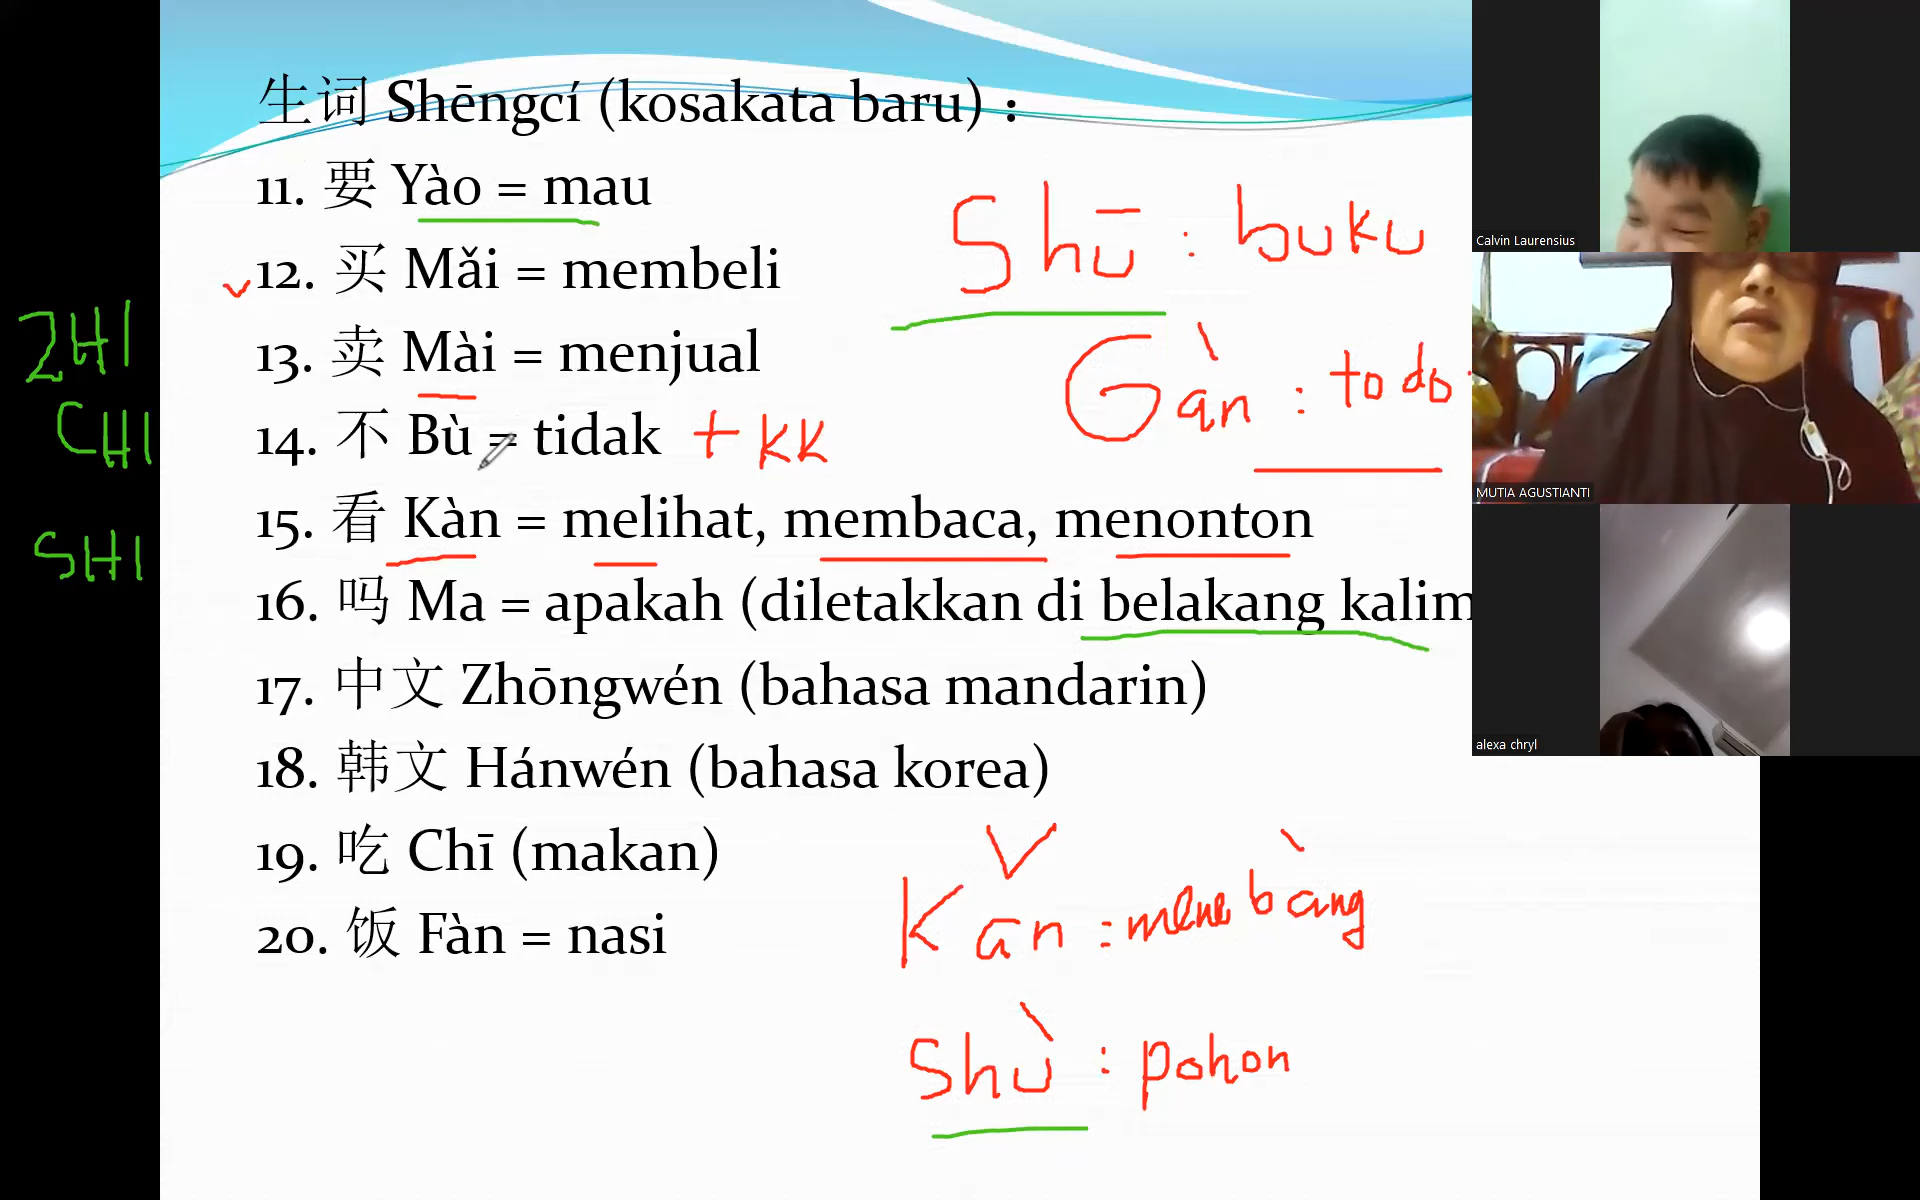 生词 Shēngcí (kosakata baru) :
11. 要 Yào = mau
12. 买 Mǎi = membeli
13. 卖 Mài = menjual
14. 不 Bù = tidak + KK
15. 看 Kàn = melihat, membaca, menonton
16. 吗 Ma = apakah (diletakkan di belakang kalim
17. 中文 Zhōngwén (bahasa mandarin)
18. 韩文 Hánwén (bahasa korea)
19. 吃 Chī (makan)
20. 饭 Fàn = nasi
Shū : buku
Gàn : to do
Kǎn : menebang
Shù : pohon
ZHI
CHI
SHI
Calvin Laurensius
MUTIA AGUSTIANTI
alexa chryl